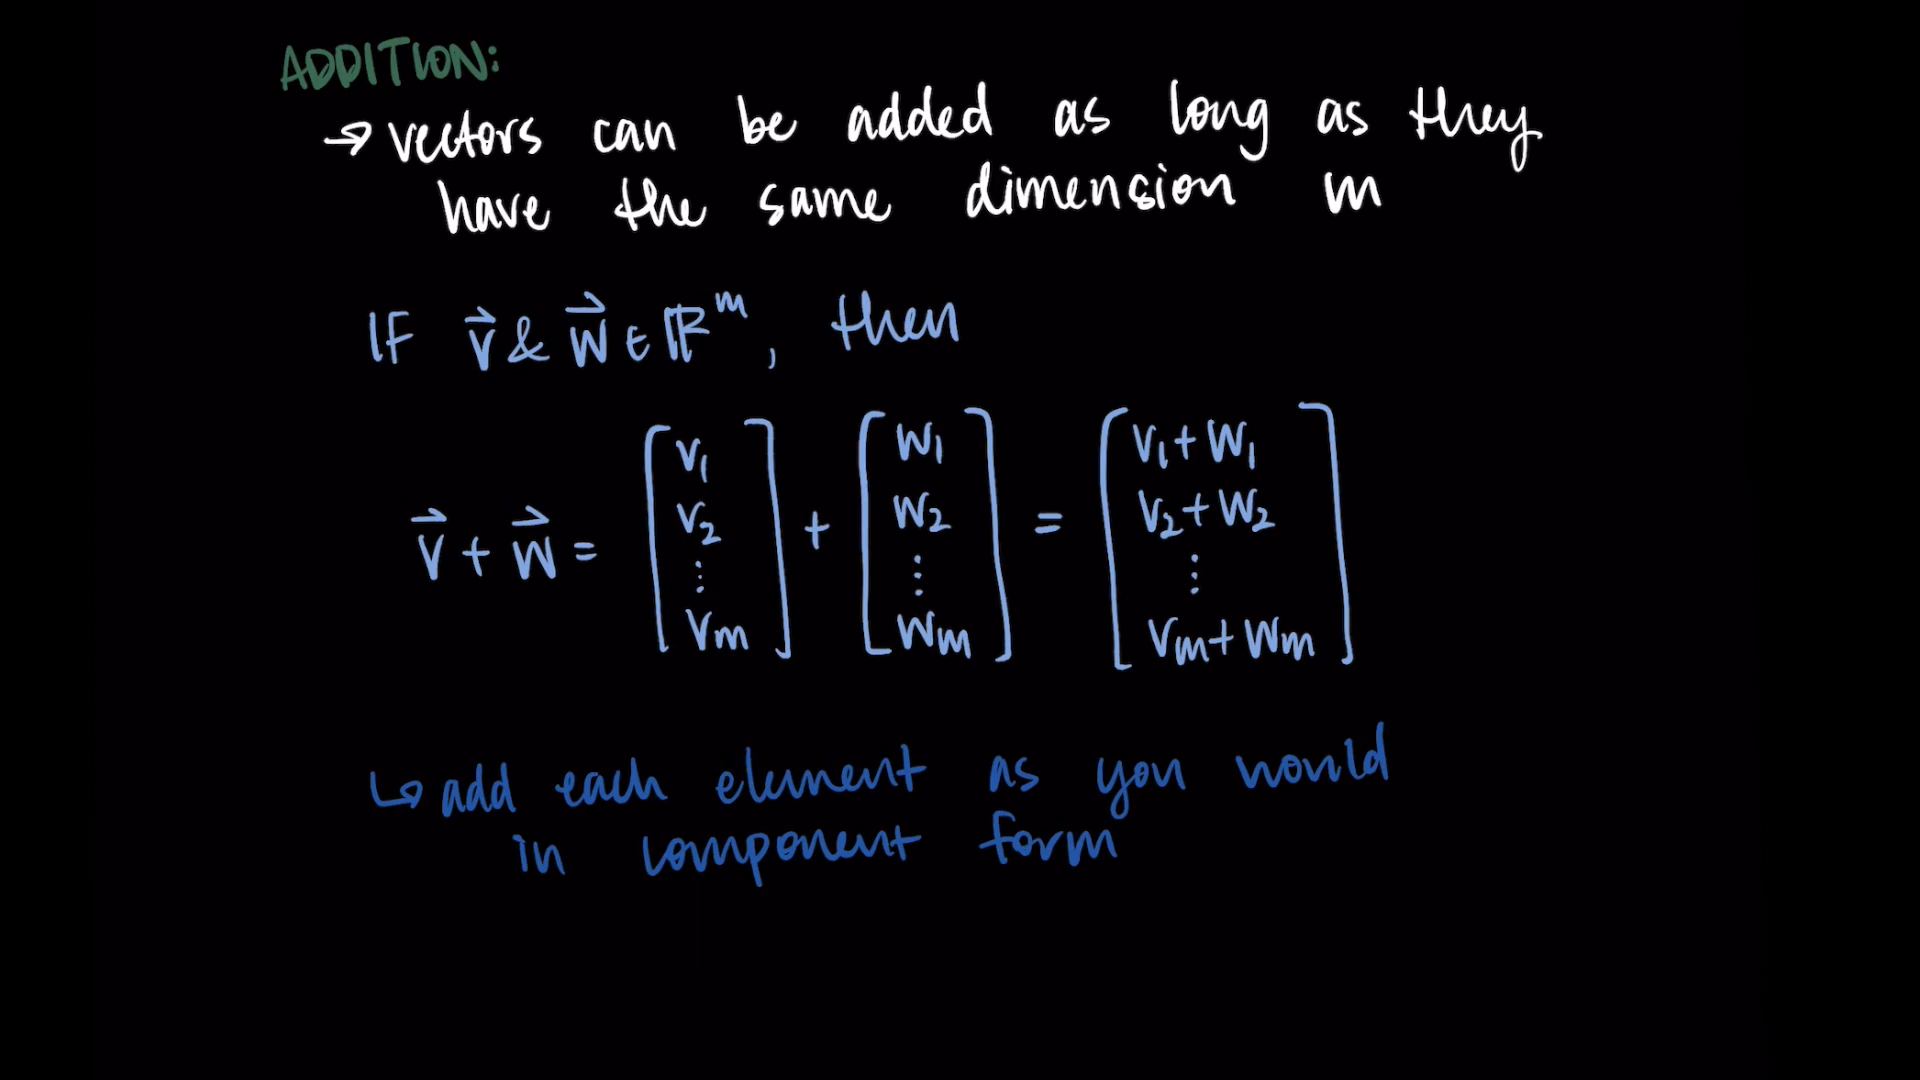 ADDITION:
→ vectors can be added as long as they
have the same dimension m
IF v⃗ & w⃗ ∈ ℝᵐ, then
v⃗ + w⃗ = [v₁ v₂ ⋮ vₘ] + [w₁ w₂ ⋮ wₘ] = [v₁+w₁ v₂+w₂ ⋮ vₘ+wₘ]
↳ add each element as you would
in component form